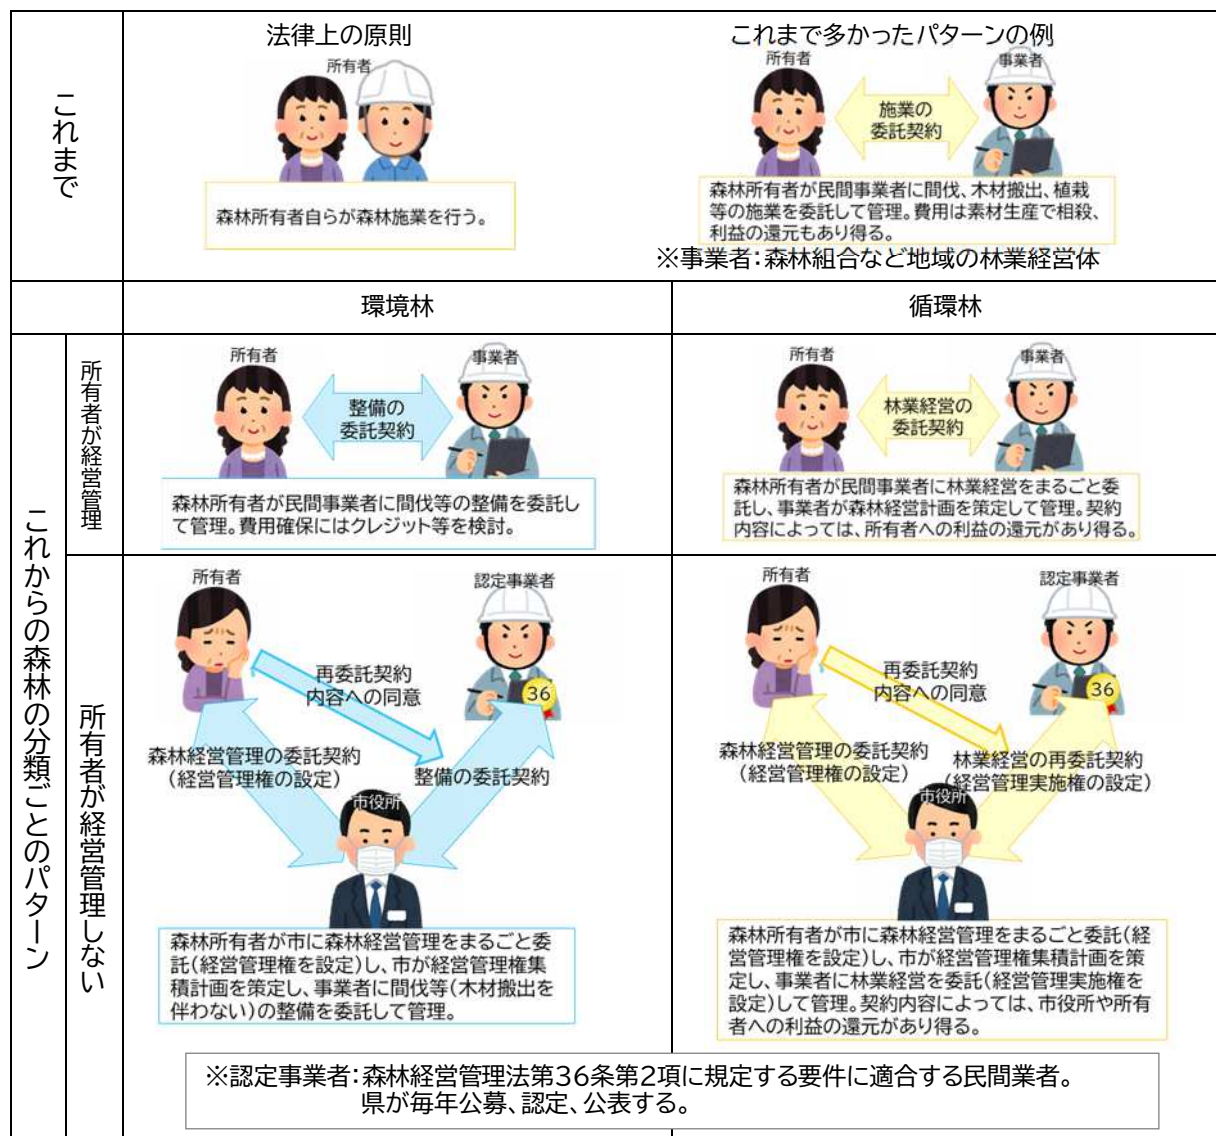 これまで
法律上の原則
所有者
森林所有者自らが森林施業を行う。
これまで多かったパターンの例
所有者
事業者
施業の
委託契約
森林所有者が民間事業者に間伐、木材搬出、植栽
等の施業を委託して管理。費用は素材生産で相殺、
利益の還元もあり得る。
※事業者：森林組合など地域の林業経営体
環境林
循環林
これからの森林の分類ごとのパターン
所有者が経営管理
所有者
事業者
整備の
委託契約
森林所有者が民間事業者に間伐等の整備を委託し
て管理。費用確保にはクレジット等を検討。
所有者
事業者
林業経営の
委託契約
森林所有者が民間事業者に林業経営をまるごと委
託し、事業者が森林経営計画を策定して管理。契約
内容によっては、所有者への利益の還元があり得る。
所有者が経営管理しない
所有者
認定事業者
36
再委託契約
内容への同意
森林経営管理の委託契約
（経営管理権の設定）
整備の委託契約
市役所
森林所有者が市に森林経営管理をまるごと委
託（経営管理権を設定）し、市が経営管理権集
積計画を策定し、事業者に間伐等（木材搬出を
伴わない）の整備を委託して管理。
所有者
認定事業者
36
再委託契約
内容への同意
森林経営管理の委託契約
（経営管理権の設定）
林業経営の再委託契約
（経営管理実施権の設定）
市役所
森林所有者が市に森林経営管理をまるごと委託（経
営管理権を設定）し、市が経営管理権集積計画を策
定し、事業者に林業経営を委託（経営管理実施権を
設定）して管理。契約内容によっては、市役所や所有
者への利益の還元があり得る。
※認定事業者：森林経営管理法第36条第2項に規定する要件に適合する民間業者。
県が毎年公募、認定、公表する。